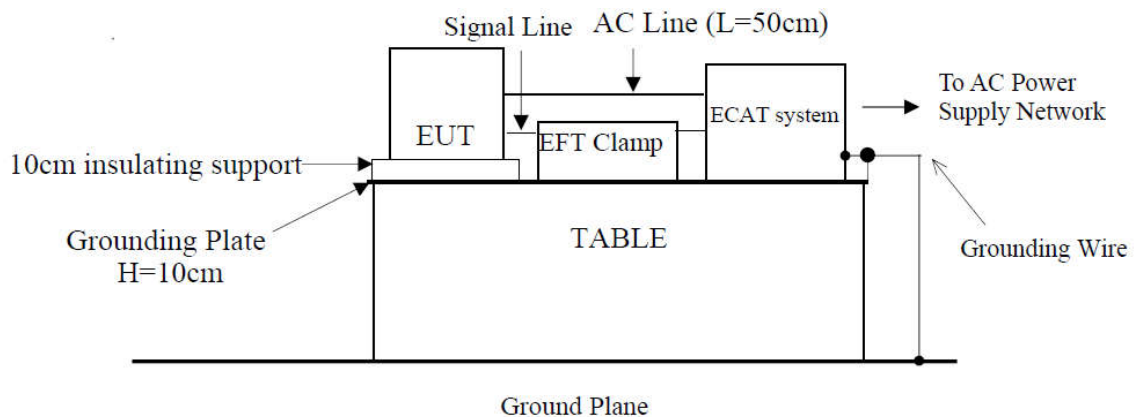 Signal Line
AC Line (L=50cm)
To AC Power
Supply Network
ECAT system
EUT
EFT Clamp
10cm insulating support
Grounding Plate
H=10cm
TABLE
Grounding Wire
Ground Plane